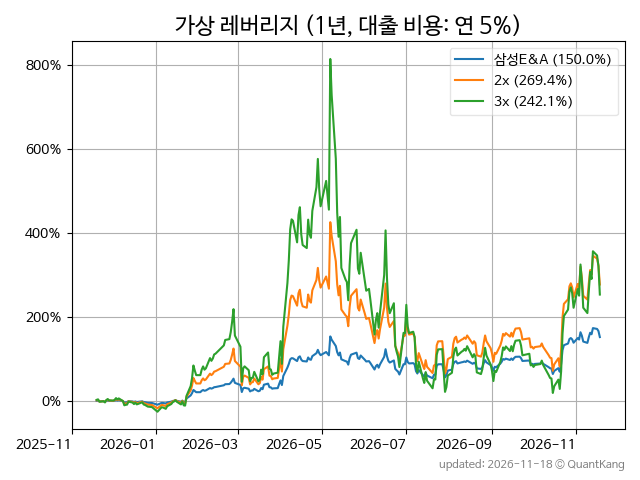 가상 레버리지 (1년, 대출 비용: 연 5%)
삼성E&A (150.0%)
2x (269.4%)
3x (242.1%)
800%
600%
400%
200%
0%
2025-11 2026-01 2026-03 2026-05 2026-07 2026-09 2026-11
updated: 2026-11-18 © QuantKang